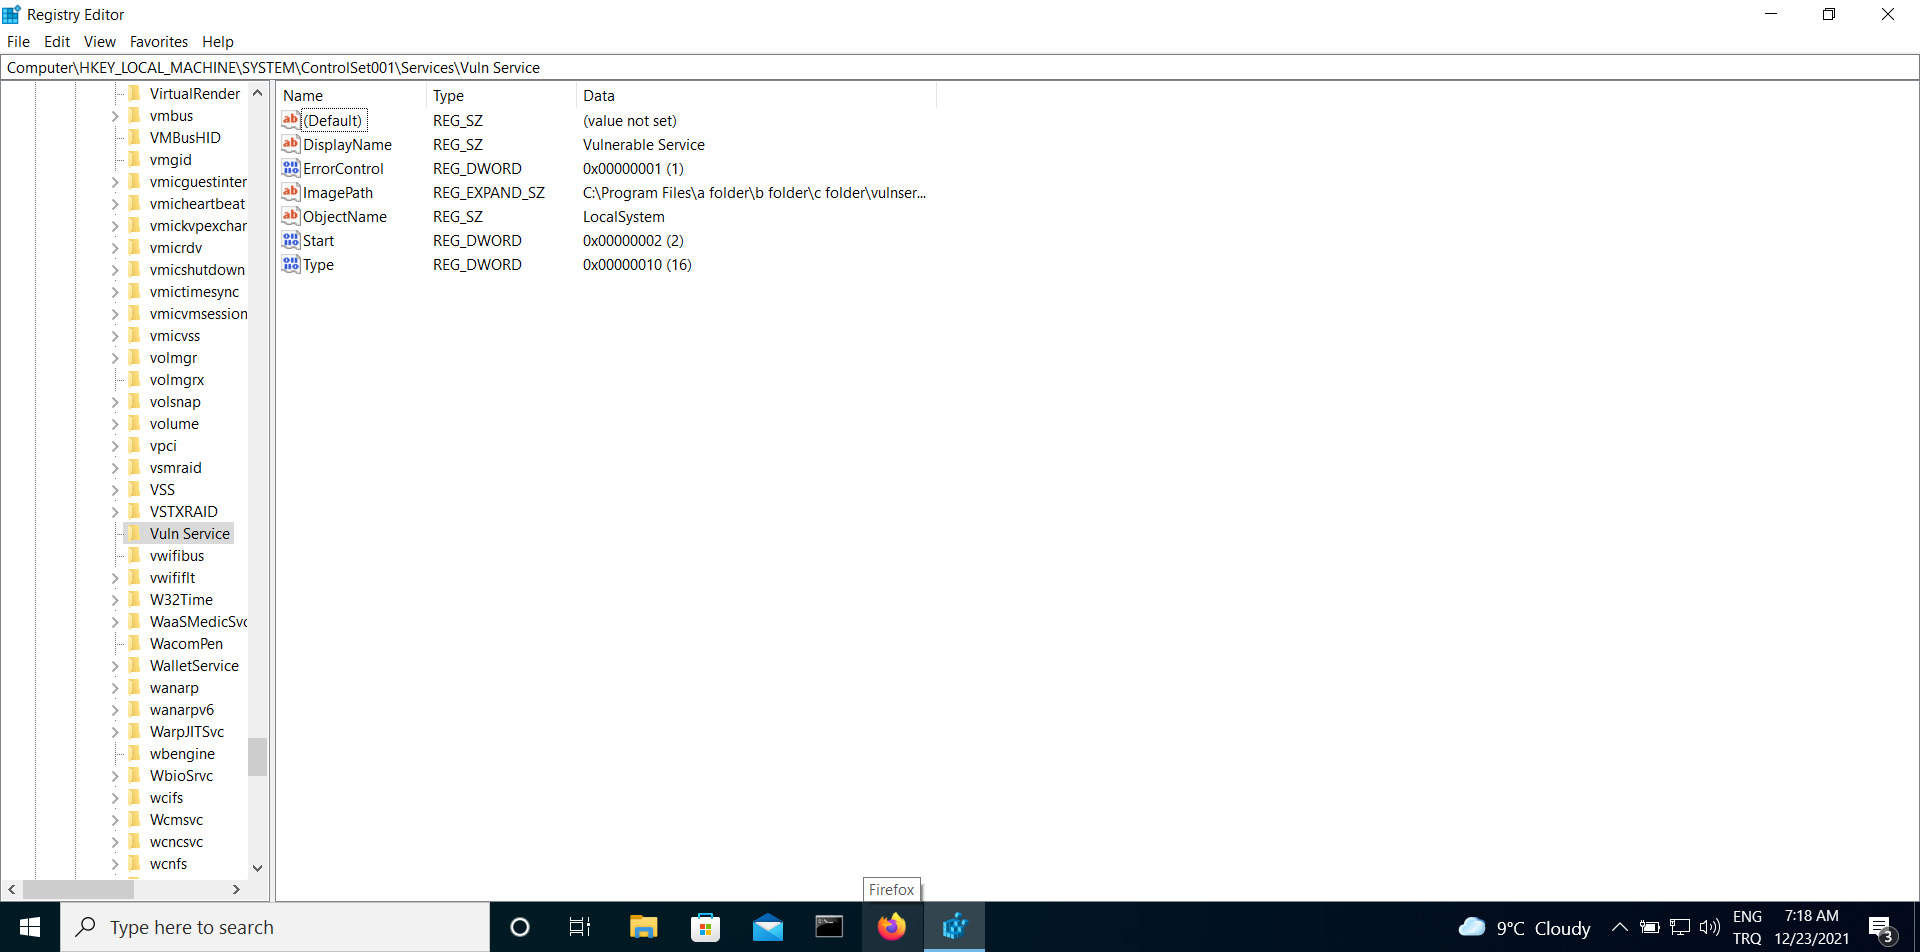 Registry Editor
File Edit View Favorites Help
Computer\HKEY_LOCAL_MACHINE\SYSTEM\ControlSet001\Services\Vuln Service
VirtualRender
vmbus
VMBusHID
vmgid
vmicguestinter
vmicheartbeat
vmickvpexchar
vmicrdv
vmicshutdown
vmictimesync
vmicvmsession
vmicvss
volmgr
volmgrx
volsnap
volume
vpci
vsmraid
VSS
VSTXRAID
Vuln Service
vwifibus
vwififlt
W32Time
WaaSMedicSvc
WacomPen
WalletService
wanarp
wanarpv6
WarpJITSvc
wbengine
WbioSrvc
wcifs
Wcmsvc
wcncsvc
wcnfs
Name Type Data
(Default) REG_SZ (value not set)
DisplayName REG_SZ Vulnerable Service
ErrorControl REG_DWORD 0x00000001 (1)
ImagePath REG_EXPAND_SZ C:\Program Files\a folder\b folder\c folder\vulnser...
ObjectName REG_SZ LocalSystem
Start REG_DWORD 0x00000002 (2)
Type REG_DWORD 0x00000010 (16)
Firefox
Type here to search
9°C Cloudy
ENG
TRQ
7:18 AM
12/23/2021
3